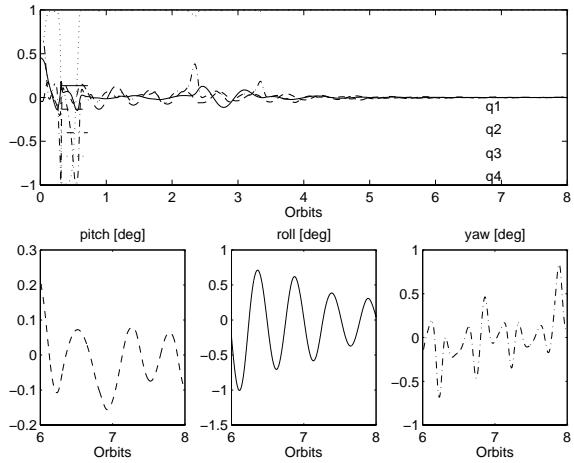 1
0.5
0
−0.5
−1
q1
q2
q3
q4
0 1 2 3 4 5 6 7 8
Orbits
pitch [deg]
0.3
0.2
0.1
0
−0.1
−0.2
6 7 8
Orbits
roll [deg]
1
0.5
0
−0.5
−1
−1.5
6 7 8
Orbits
yaw [deg]
1
0.5
0
−0.5
−1
6 7 8
Orbits